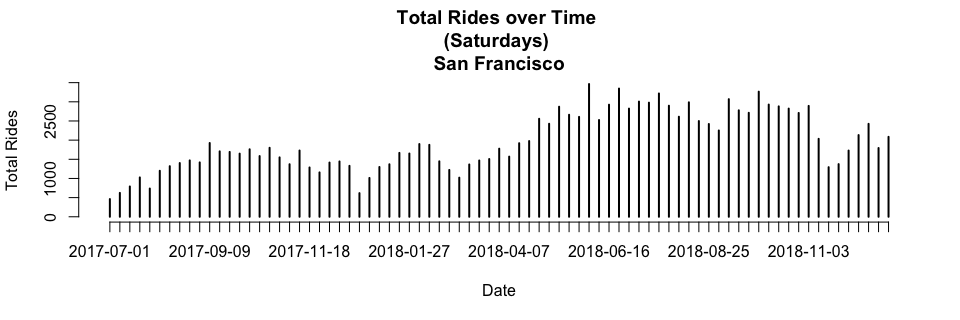 Total Rides over Time
(Saturdays)
San Francisco
Total Rides
2500
1000
0
2017-07-01 2017-09-09 2017-11-18 2018-01-27 2018-04-07 2018-06-16 2018-08-25 2018-11-03
Date